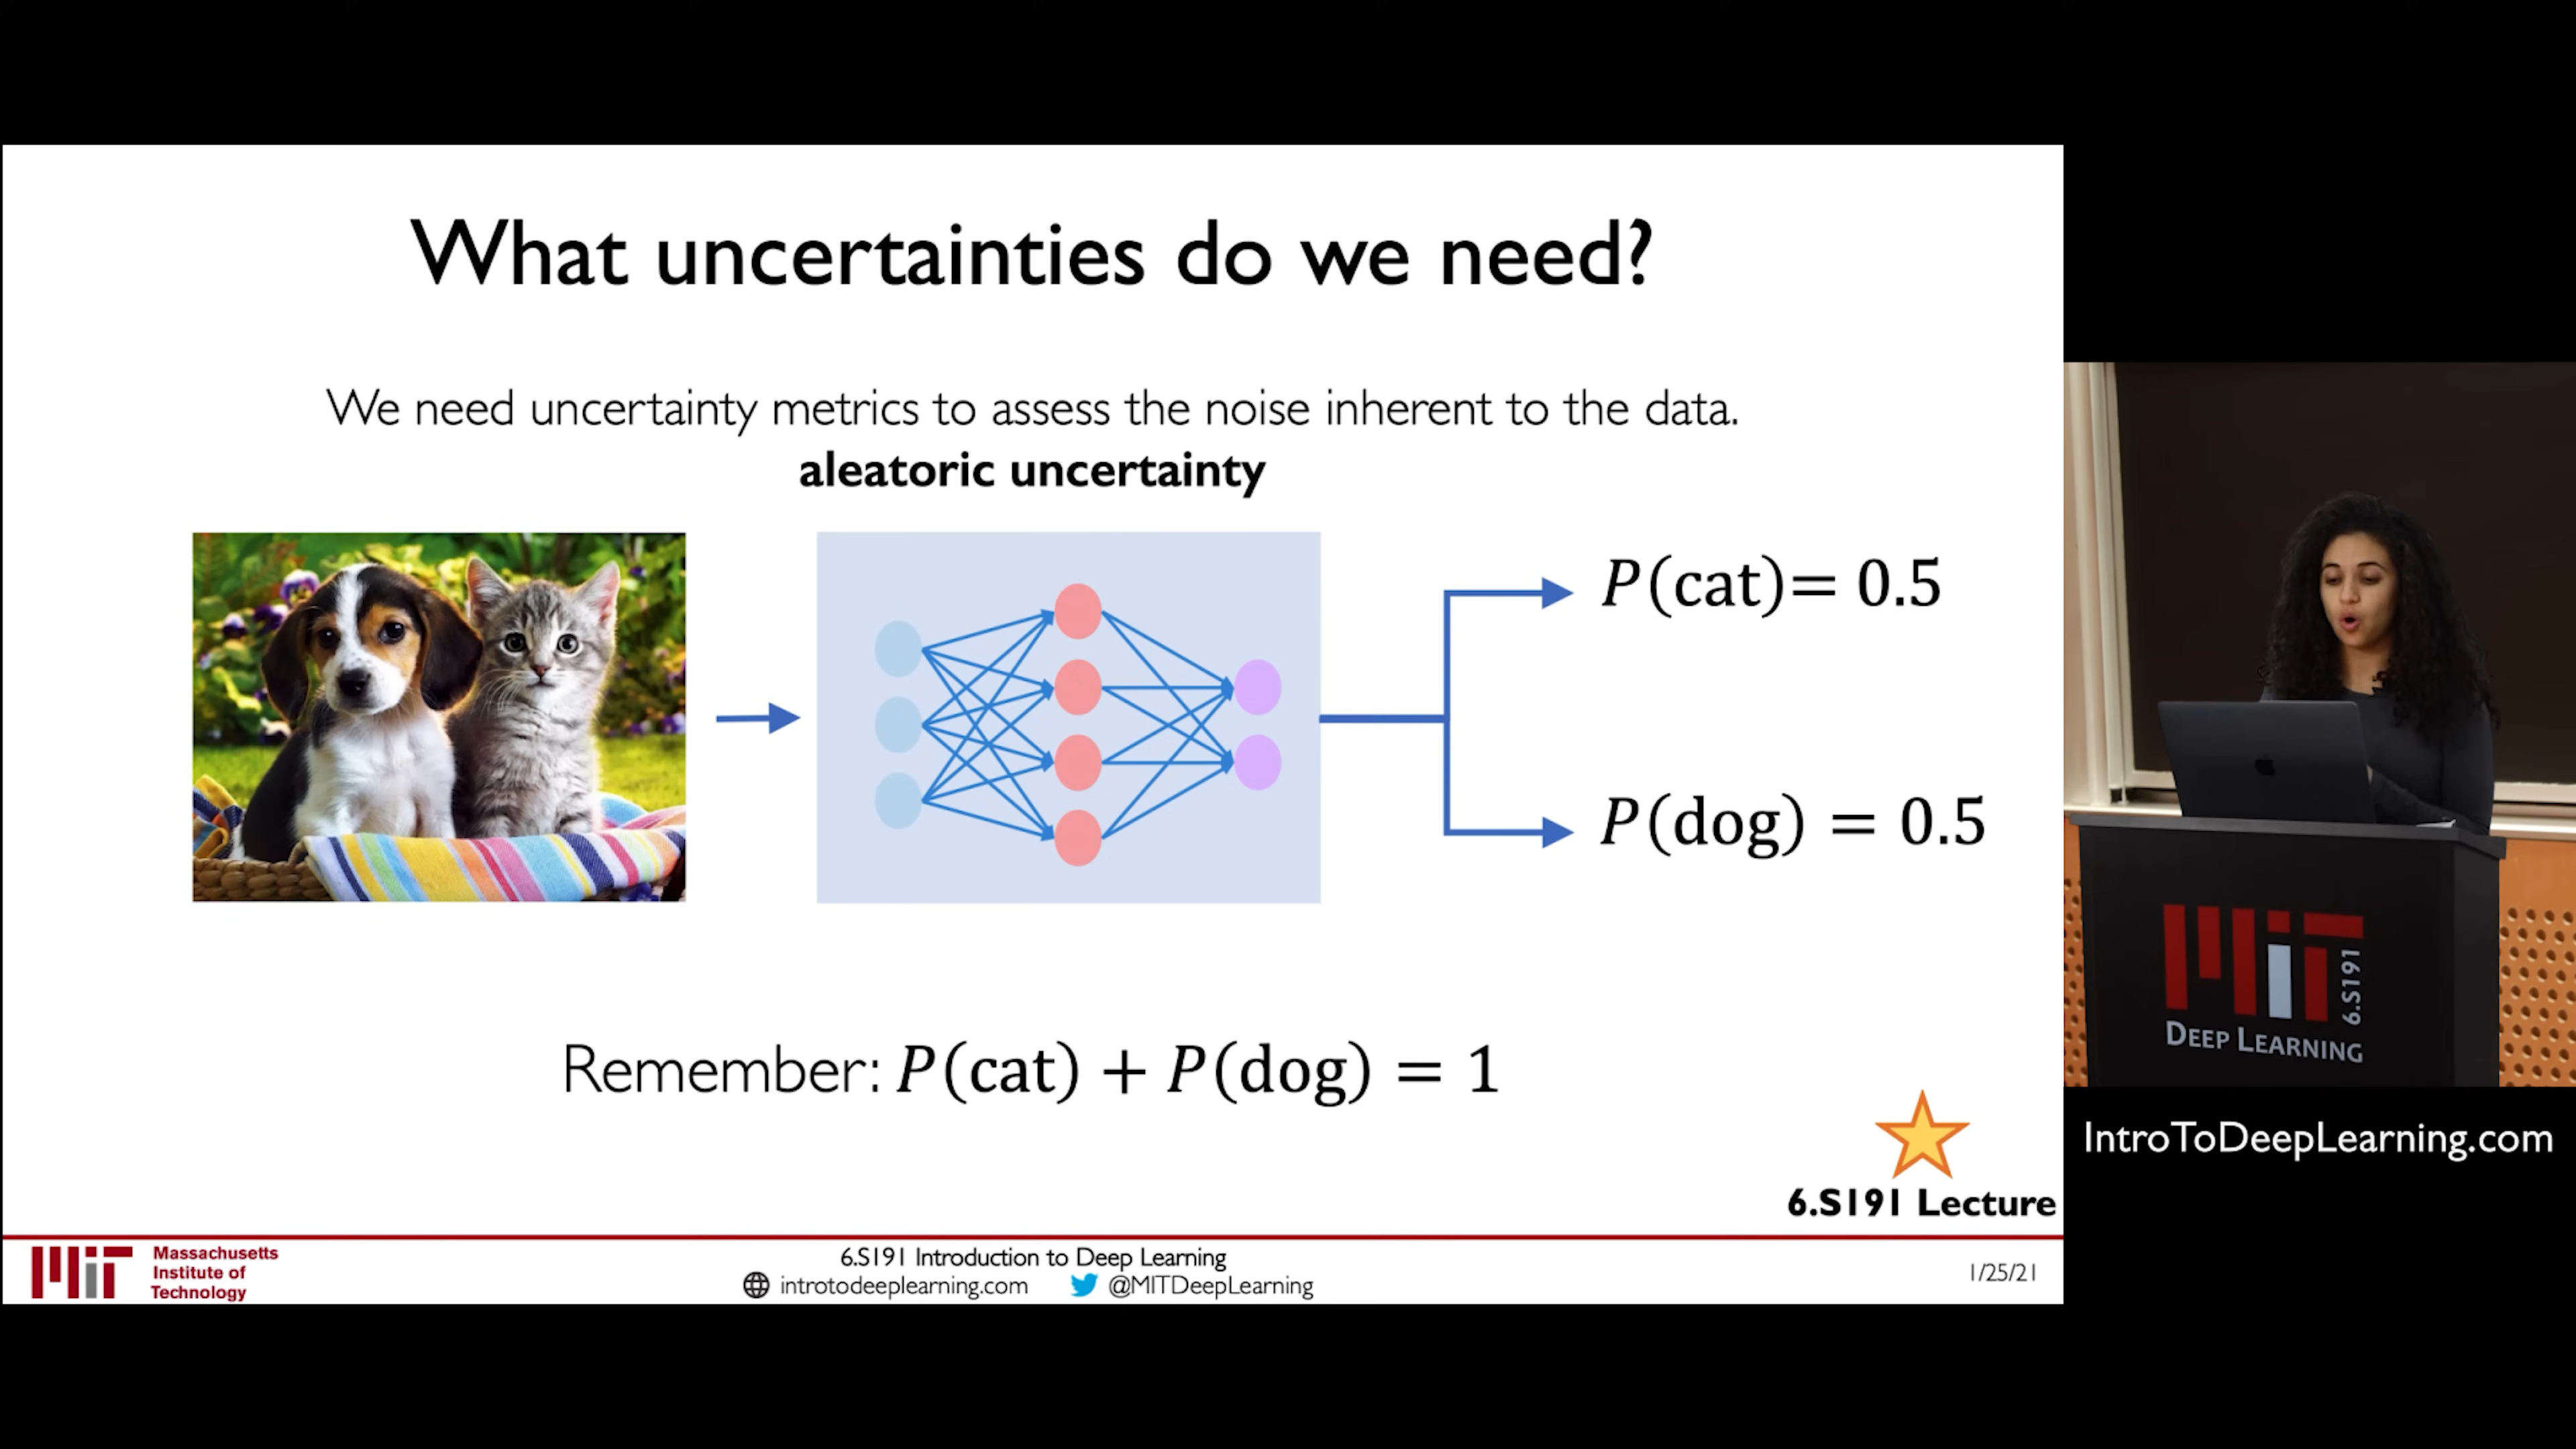 What uncertainties do we need?
We need uncertainty metrics to assess the noise inherent to the data.
aleatoric uncertainty
P(cat)= 0.5
P(dog) = 0.5
Remember: P(cat) + P(dog) = 1
6.S191 Lecture
Massachusetts
Institute of
Technology
6.S191 Introduction to Deep Learning
introtodeeplearning.com @MITDeepLearning
1/25/21
MIT
6.S191
DEEP LEARNING
IntroToDeepLearning.com